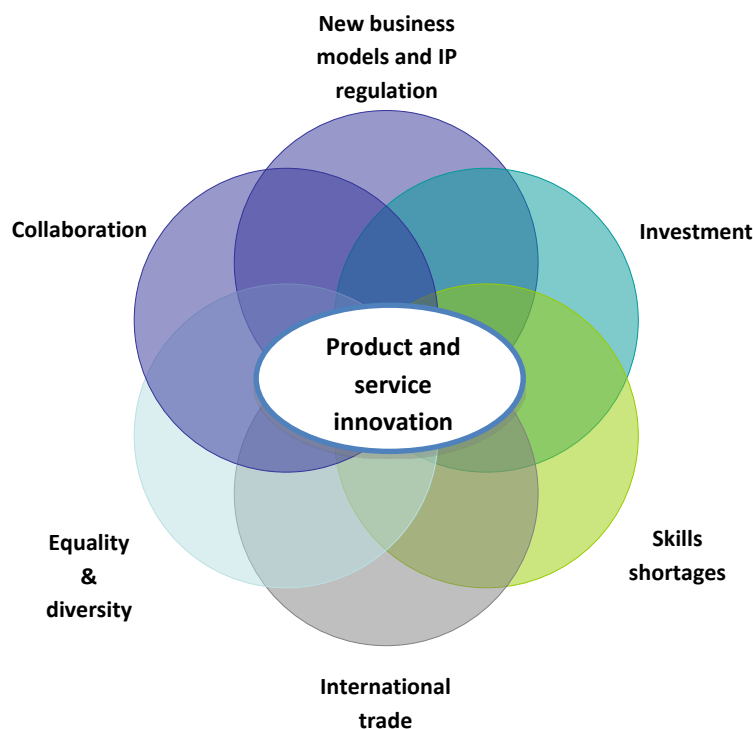 New business
models and IP
regulation
Collaboration
Investment
Product and
service
innovation
Equality
&
diversity
Skills
shortages
International
trade